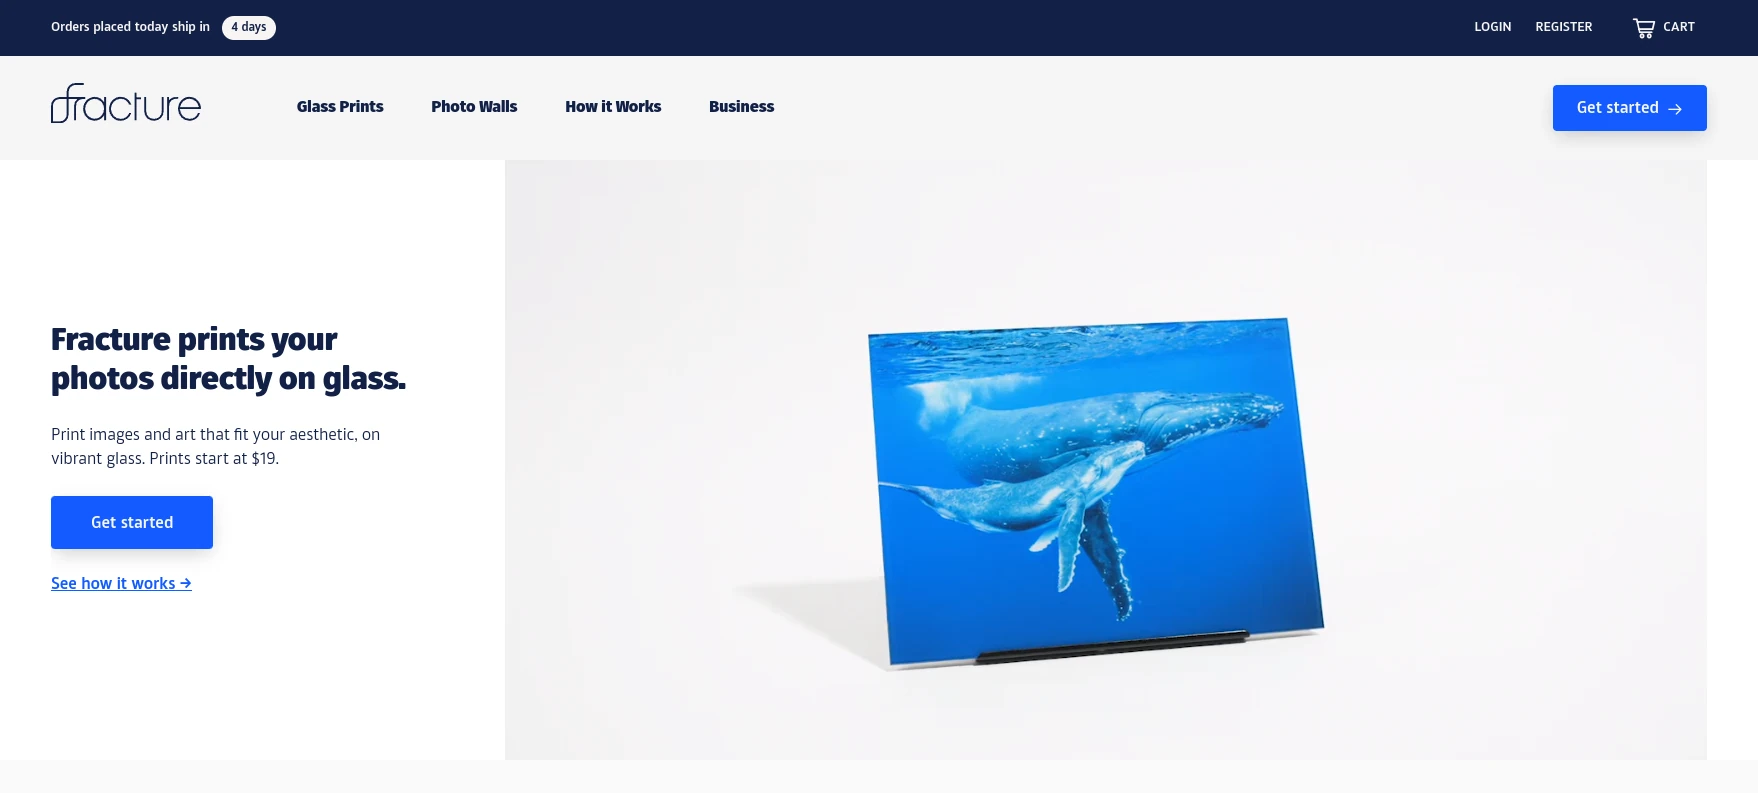 Orders placed today ship in 4 days
LOGIN REGISTER CART
fracture
Glass Prints Photo Walls How it Works Business
Get started →
Fracture prints your
photos directly on glass.
Print images and art that fit your aesthetic, on
vibrant glass. Prints start at $19.
Get started
See how it works →